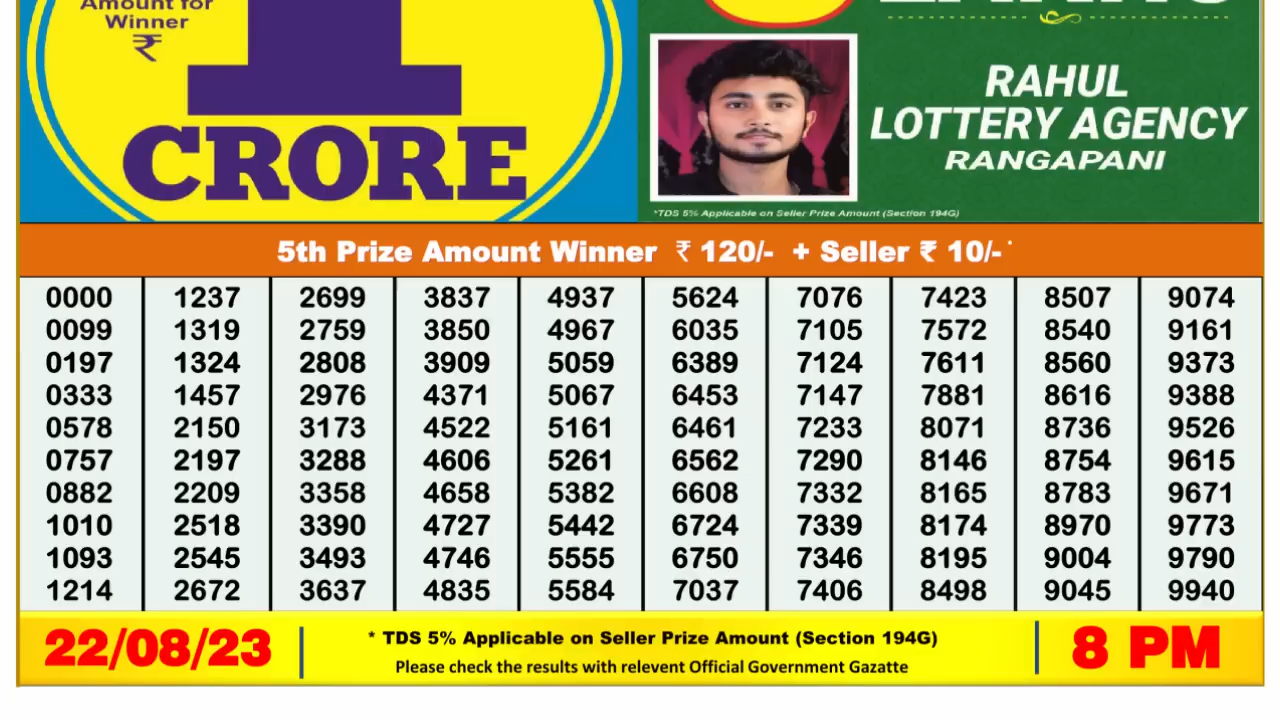 Amount for
Winner
₹
1
CRORE
RAHUL
LOTTERY AGENCY
RANGAPANI
*TDS 5% Applicable on Seller Prize Amount (Section 194G)
5th Prize Amount Winner ₹ 120/- + Seller ₹ 10/- *
0000 1237 2699 3837 4937 5624 7076 7423 8507 9074
0099 1319 2759 3850 4967 6035 7105 7572 8540 9161
0197 1324 2808 3909 5059 6389 7124 7611 8560 9373
0333 1457 2976 4371 5067 6453 7147 7881 8616 9388
0578 2150 3173 4522 5161 6461 7233 8071 8736 9526
0757 2197 3288 4606 5261 6562 7290 8146 8754 9615
0882 2209 3358 4658 5382 6608 7332 8165 8783 9671
1010 2518 3390 4727 5442 6724 7339 8174 8970 9773
1093 2545 3493 4746 5555 6750 7346 8195 9004 9790
1214 2672 3637 4835 5584 7037 7406 8498 9045 9940
22/08/23
* TDS 5% Applicable on Seller Prize Amount (Section 194G)
Please check the results with relevent Official Government Gazatte
8 PM